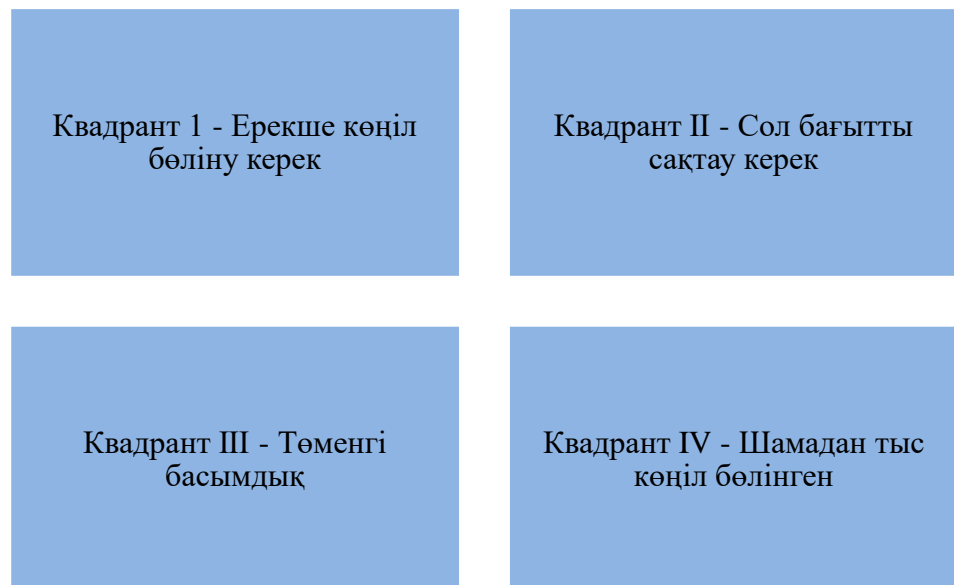 Квадрант 1 - Ерекше көңіл
бөліну керек
Квадрант II - Сол бағытты
сақтау керек
Квадрант III - Төменгі
басымдық
Квадрант IV - Шамадан тыс
көңіл бөлінген